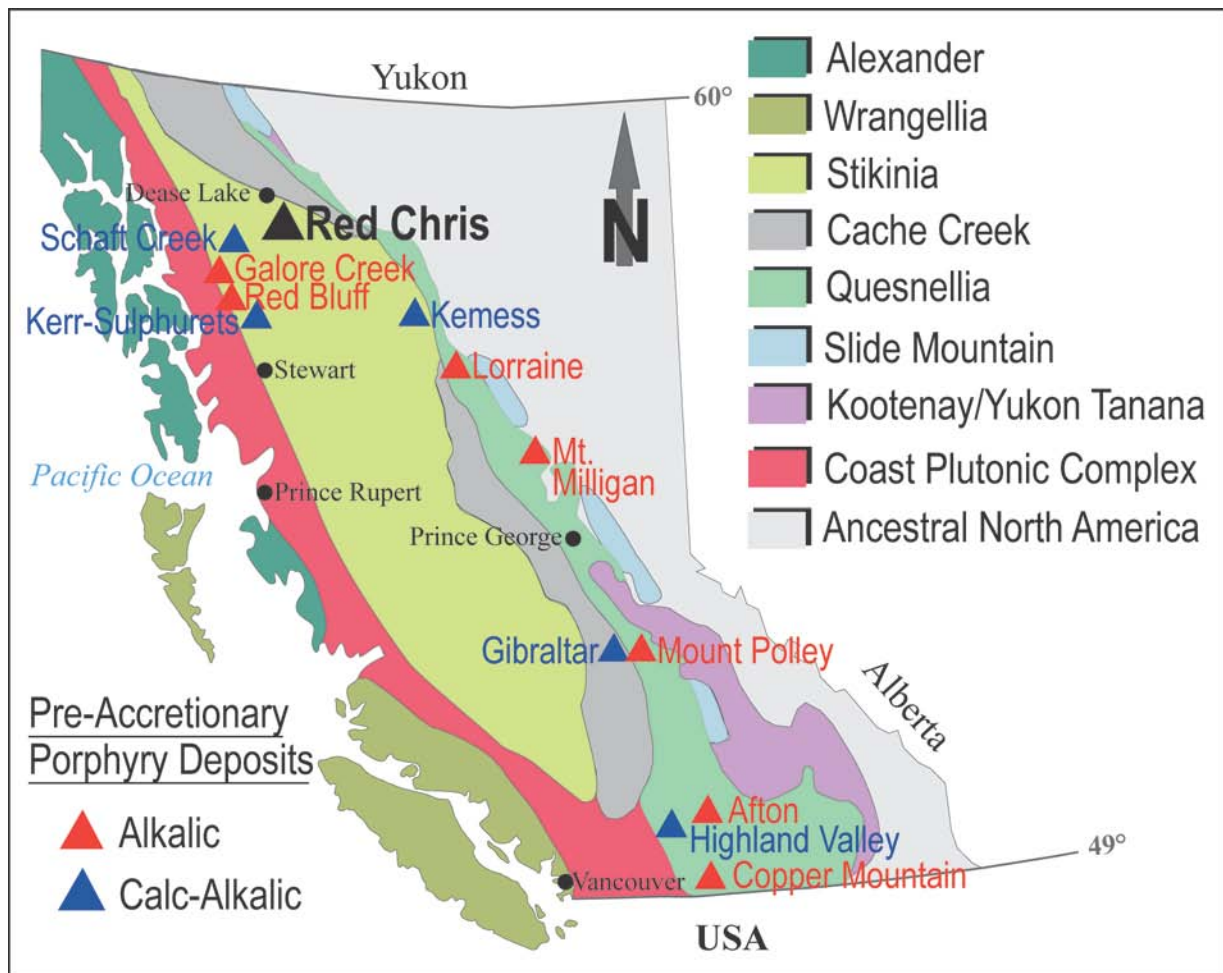 Yukon
60°
Alexander
Wrangellia
Stikinia
Cache Creek
Quesnellia
Slide Mountain
Kootenay/Yukon Tanana
Coast Plutonic Complex
Ancestral North America
N
Dease Lake
Red Chris
Schaft Creek
Galore Creek
Red Bluff
Kerr-Sulphurets
Kemess
Stewart
Lorraine
Mt.
Milligan
Pacific Ocean
Prince Rupert
Prince George
Gibraltar
Mount Polley
Alberta
Pre-Accretionary
Porphyry Deposits
Alkalic
Calc-Alkalic
Afton
Highland Valley
Copper Mountain
Vancouver
49°
USA